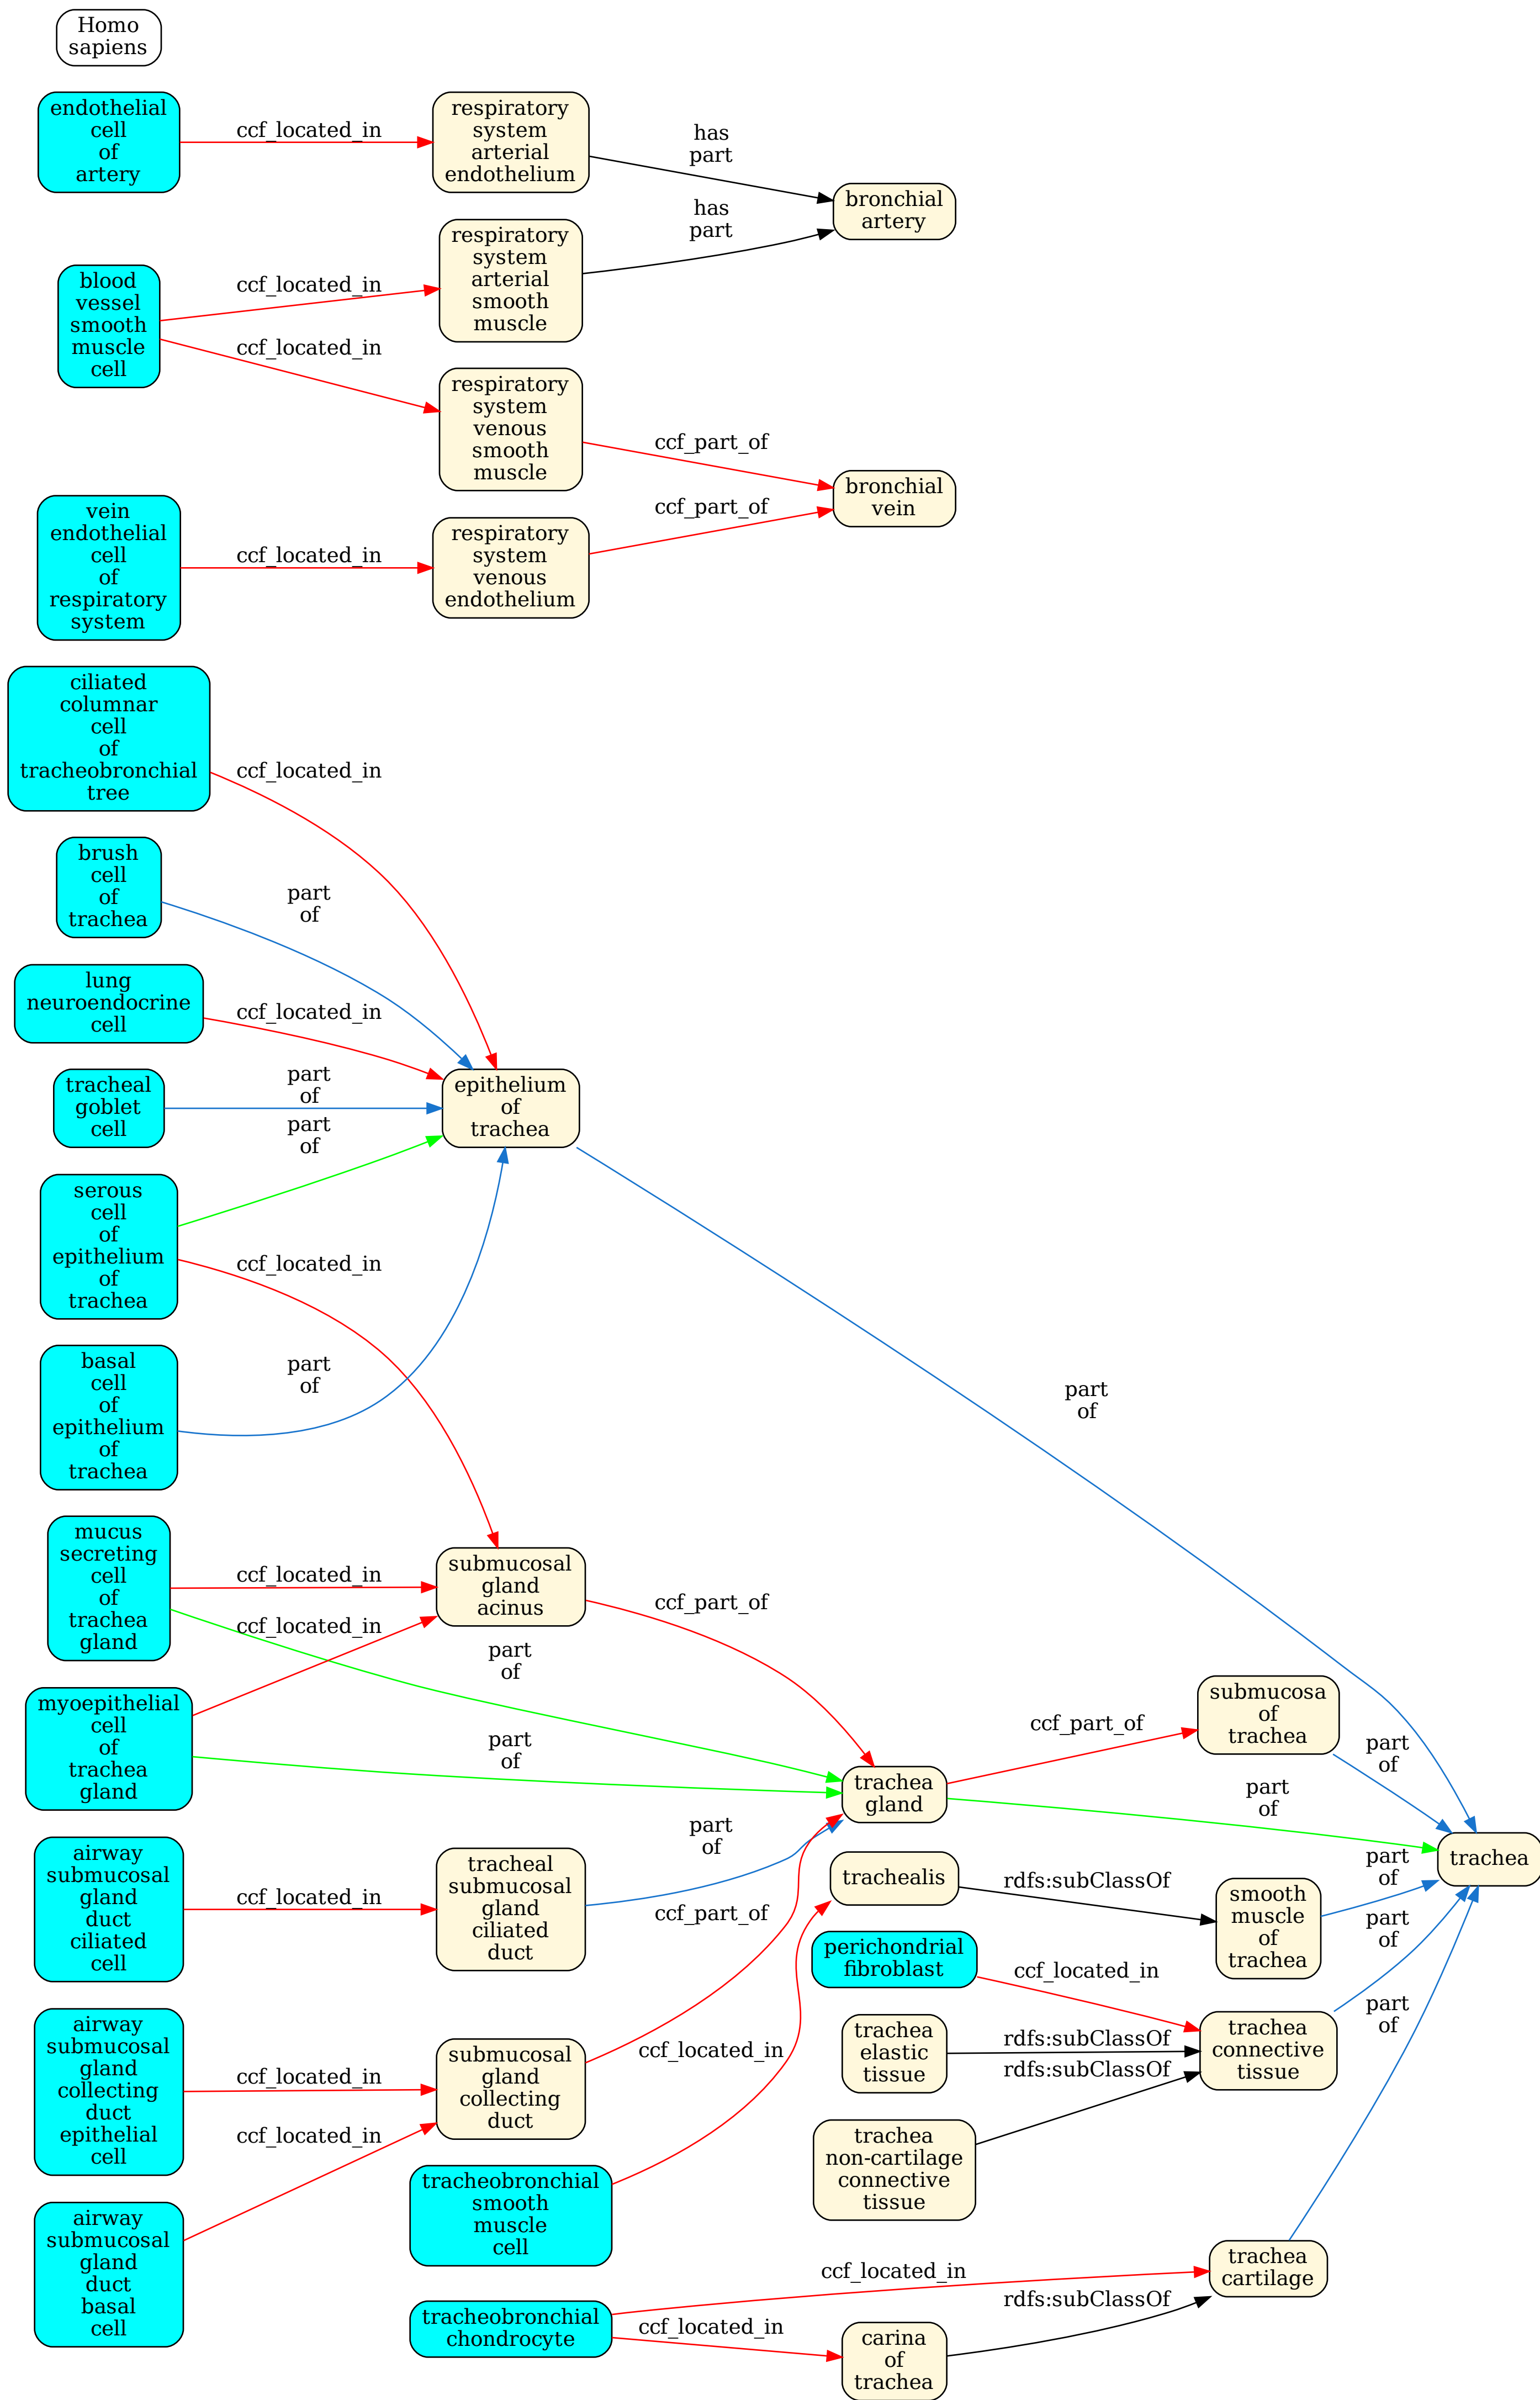 Homo
sapiens
endothelial
cell
of
artery
ccf_located_in
respiratory
system
arterial
endothelium
has
part
bronchial
artery
blood
vessel
smooth
muscle
cell
ccf_located_in
ccf_located_in
respiratory
system
arterial
smooth
muscle
has
part
respiratory
system
venous
smooth
muscle
ccf_part_of
bronchial
vein
vein
endothelial
cell
of
respiratory
system
ccf_located_in
respiratory
system
venous
endothelium
ccf_part_of
ciliated
columnar
cell
of
tracheobronchial
tree
ccf_located_in
brush
cell
of
trachea
part
of
lung
neuroendocrine
cell
ccf_located_in
tracheal
goblet
cell
part
of
epithelium
of
trachea
part
of
serous
cell
of
epithelium
of
trachea
part
of
ccf_located_in
basal
cell
of
epithelium
of
trachea
part
of
mucus
secreting
cell
of
trachea
gland
ccf_located_in
part
of
submucosal
gland
acinus
ccf_part_of
myoepithelial
cell
of
trachea
gland
ccf_located_in
part
of
trachea
gland
ccf_part_of
part
of
submucosa
of
trachea
part
of
trachea
airway
submucosal
gland
duct
ciliated
cell
ccf_located_in
tracheal
submucosal
gland
ciliated
duct
part
of
trachealis
rdfs:subClassOf
smooth
muscle
of
trachea
part
of
perichondrial
fibroblast
ccf_located_in
airway
submucosal
gland
collecting
duct
epithelial
cell
ccf_located_in
submucosal
gland
collecting
duct
ccf_part_of
trachea
elastic
tissue
rdfs:subClassOf
trachea
connective
tissue
part
of
trachea
non-cartilage
connective
tissue
rdfs:subClassOf
airway
submucosal
gland
duct
basal
cell
ccf_located_in
tracheobronchial
smooth
muscle
cell
ccf_located_in
tracheobronchial
chondrocyte
ccf_located_in
ccf_located_in
carina
of
trachea
rdfs:subClassOf
trachea
cartilage
part
of